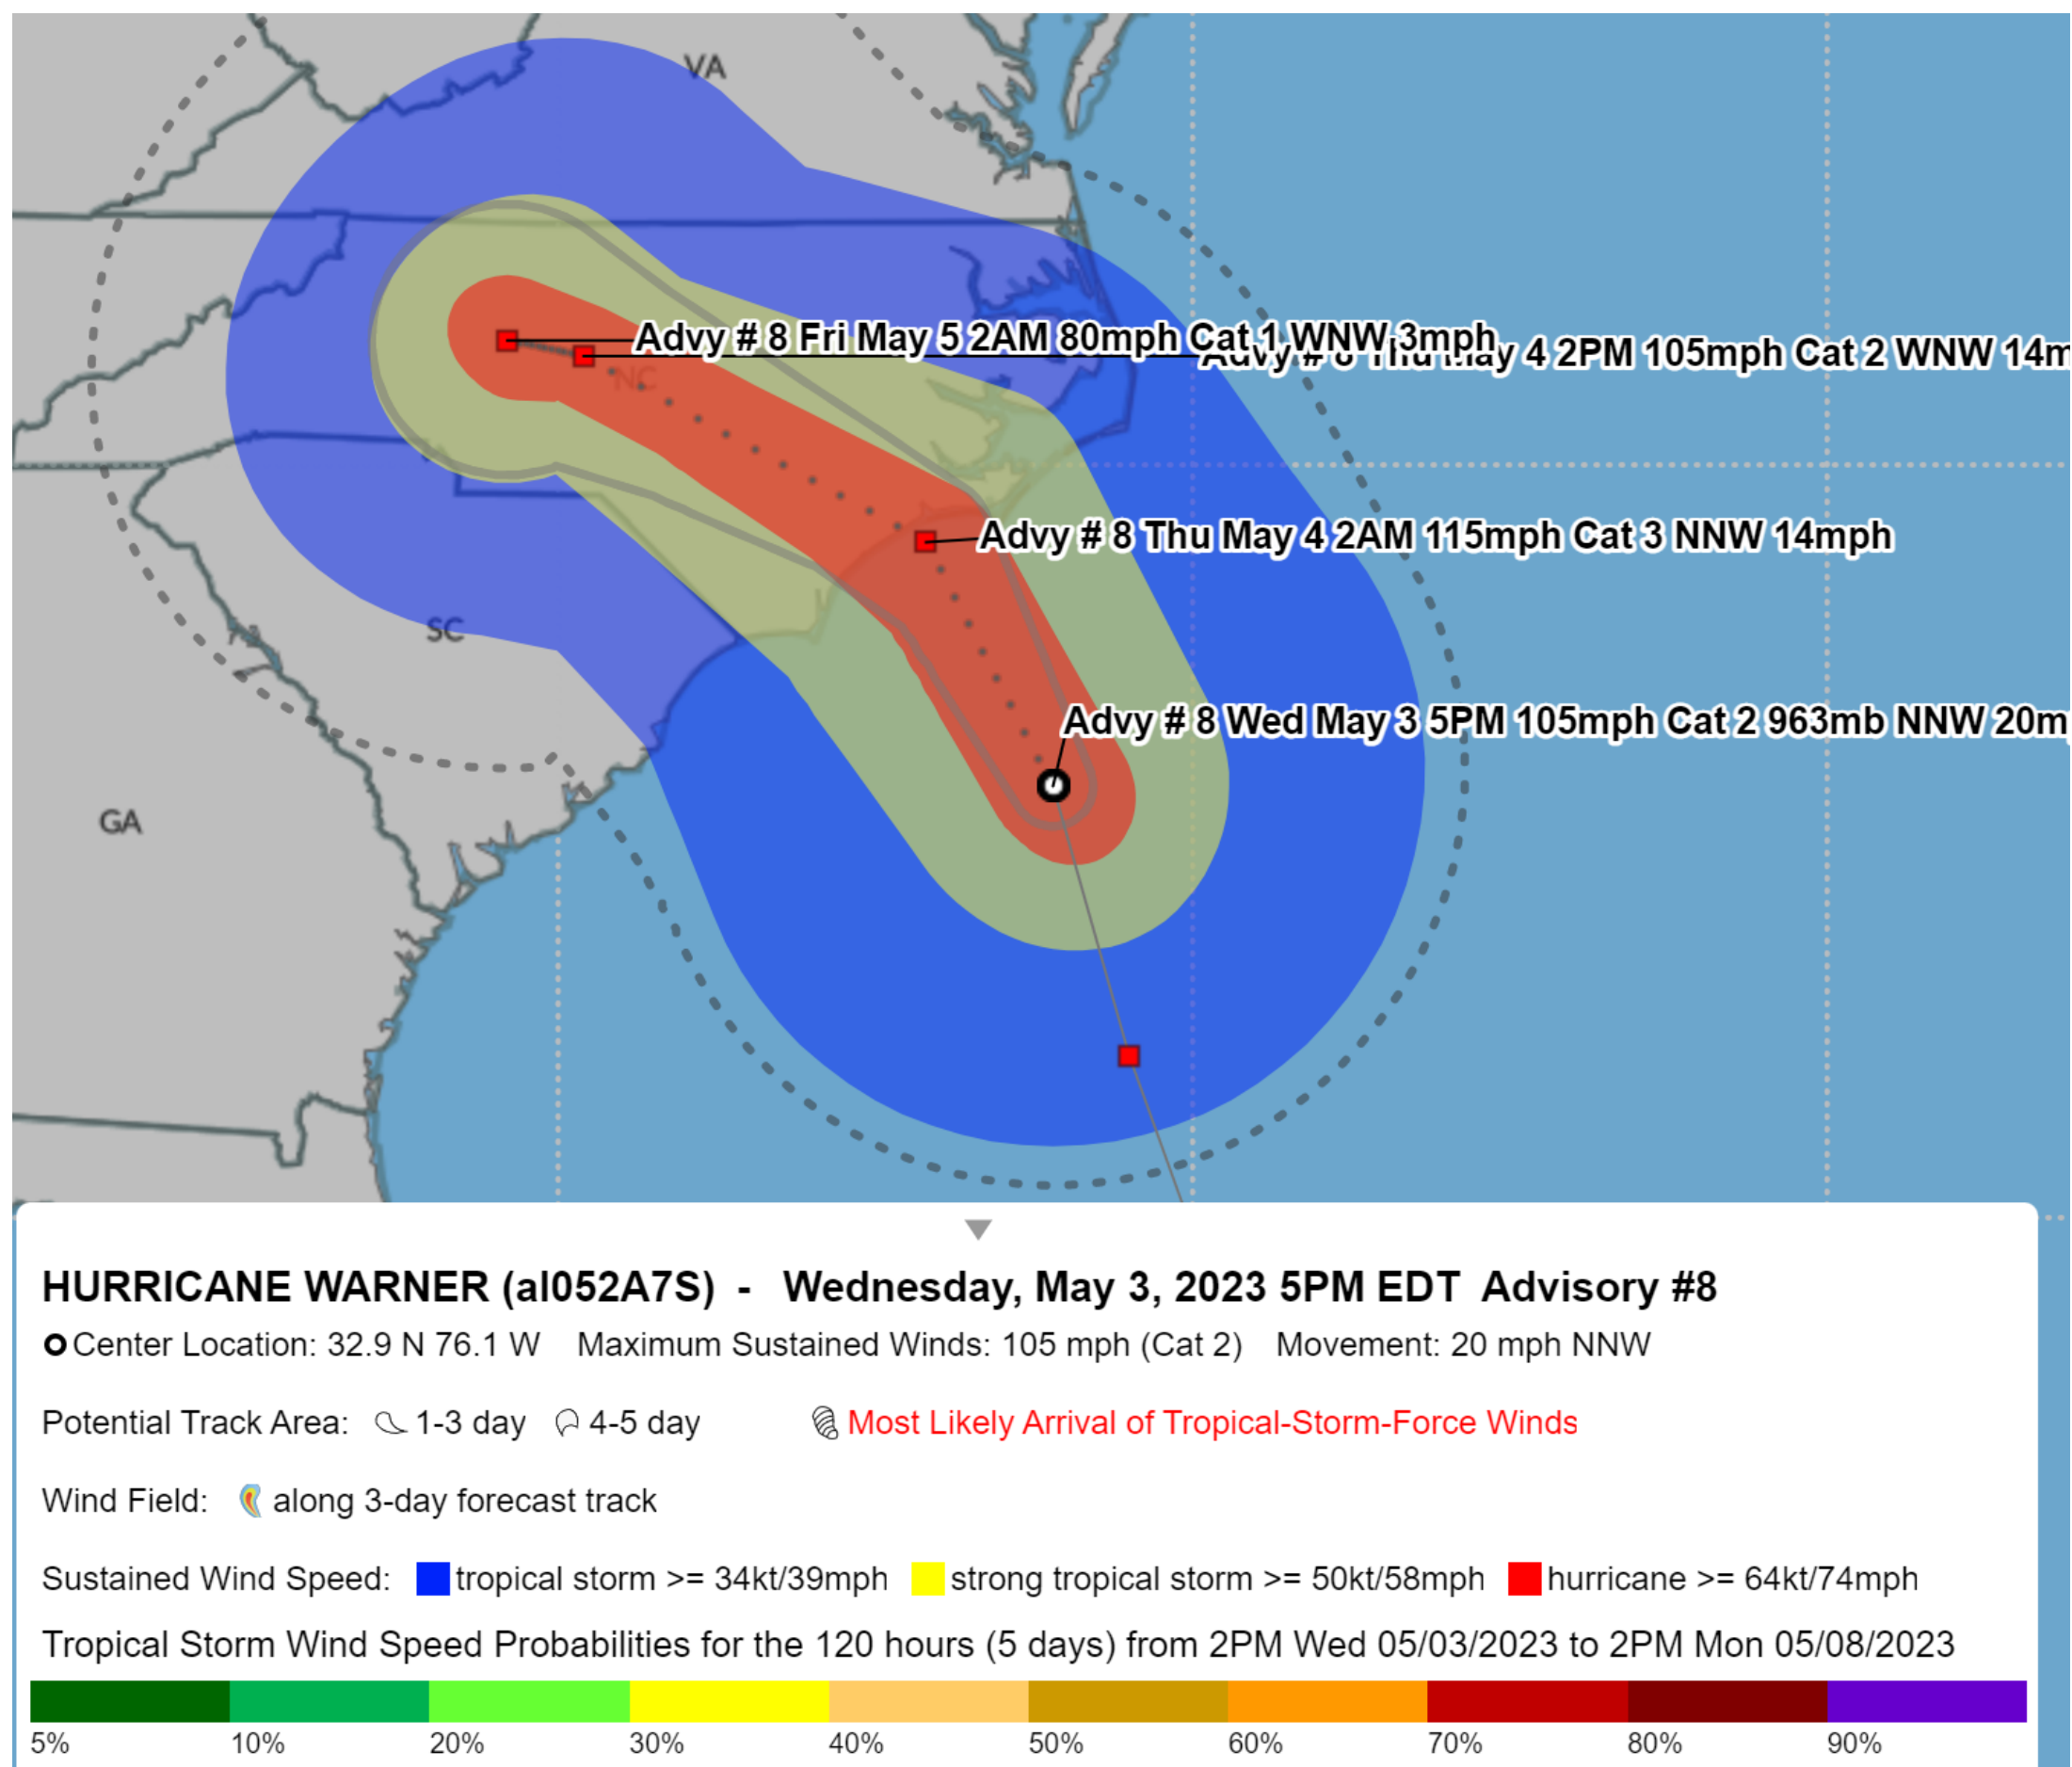 VA
Advy # 8 Fri May 5 2AM 80mph Cat 1 WNW 3mph
Advy # 8 Thu May 4 2PM 105mph Cat 2 WNW 14m
NC
Advy # 8 Thu May 4 2AM 115mph Cat 3 NNW 14mph
SC
Advy # 8 Wed May 3 5PM 105mph Cat 2 963mb NNW 20m
GA
HURRICANE WARNER (al052A7S) - Wednesday, May 3, 2023 5PM EDT Advisory #8
Center Location: 32.9 N 76.1 W Maximum Sustained Winds: 105 mph (Cat 2) Movement: 20 mph NNW
Potential Track Area: 1-3 day 4-5 day Most Likely Arrival of Tropical-Storm-Force Winds
Wind Field: along 3-day forecast track
Sustained Wind Speed: tropical storm >= 34kt/39mph strong tropical storm >= 50kt/58mph hurricane >= 64kt/74mph
Tropical Storm Wind Speed Probabilities for the 120 hours (5 days) from 2PM Wed 05/03/2023 to 2PM Mon 05/08/2023
5% 10% 20% 30% 40% 50% 60% 70% 80% 90%